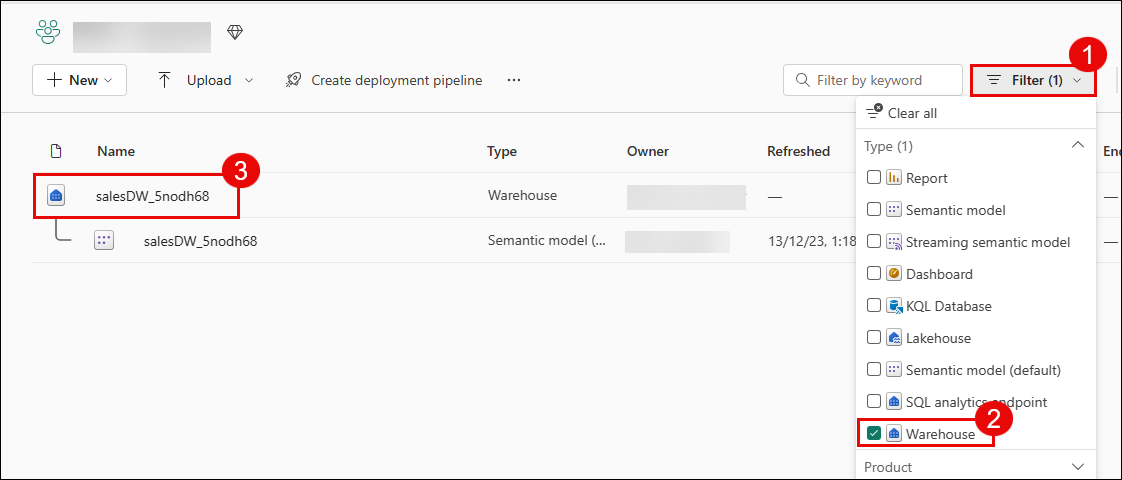 1
New
Upload
Create deployment pipeline
...
Filter by keyword
Filter (1)
Clear all
Name
Type
Owner
Refreshed
Type (1)
3
salesDW_5nodh68
Warehouse
—
—
Report
salesDW_5nodh68
Semantic model (...
13/12/23, 1:18
—
Semantic model
Streaming semantic model
Dashboard
KQL Database
Lakehouse
Semantic model (default)
SQL analytics endpoint
2
Warehouse
Product